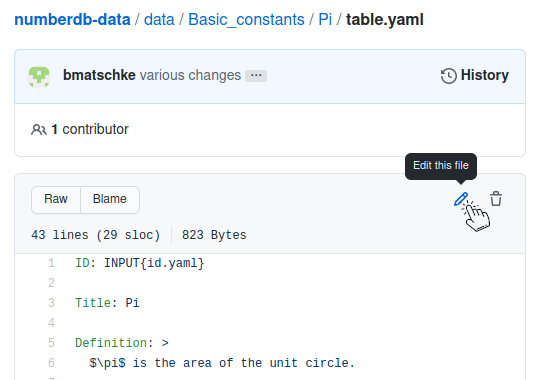 numberdb-data / data / Basic_constants / Pi / table.yaml
bmatschke various changes ...
History
1 contributor
Edit this file
Raw Blame
43 lines (29 sloc) 823 Bytes
1 ID: INPUT{id.yaml}
2
3 Title: Pi
4
5 Definition: >
6 $\pi$ is the area of the unit circle.